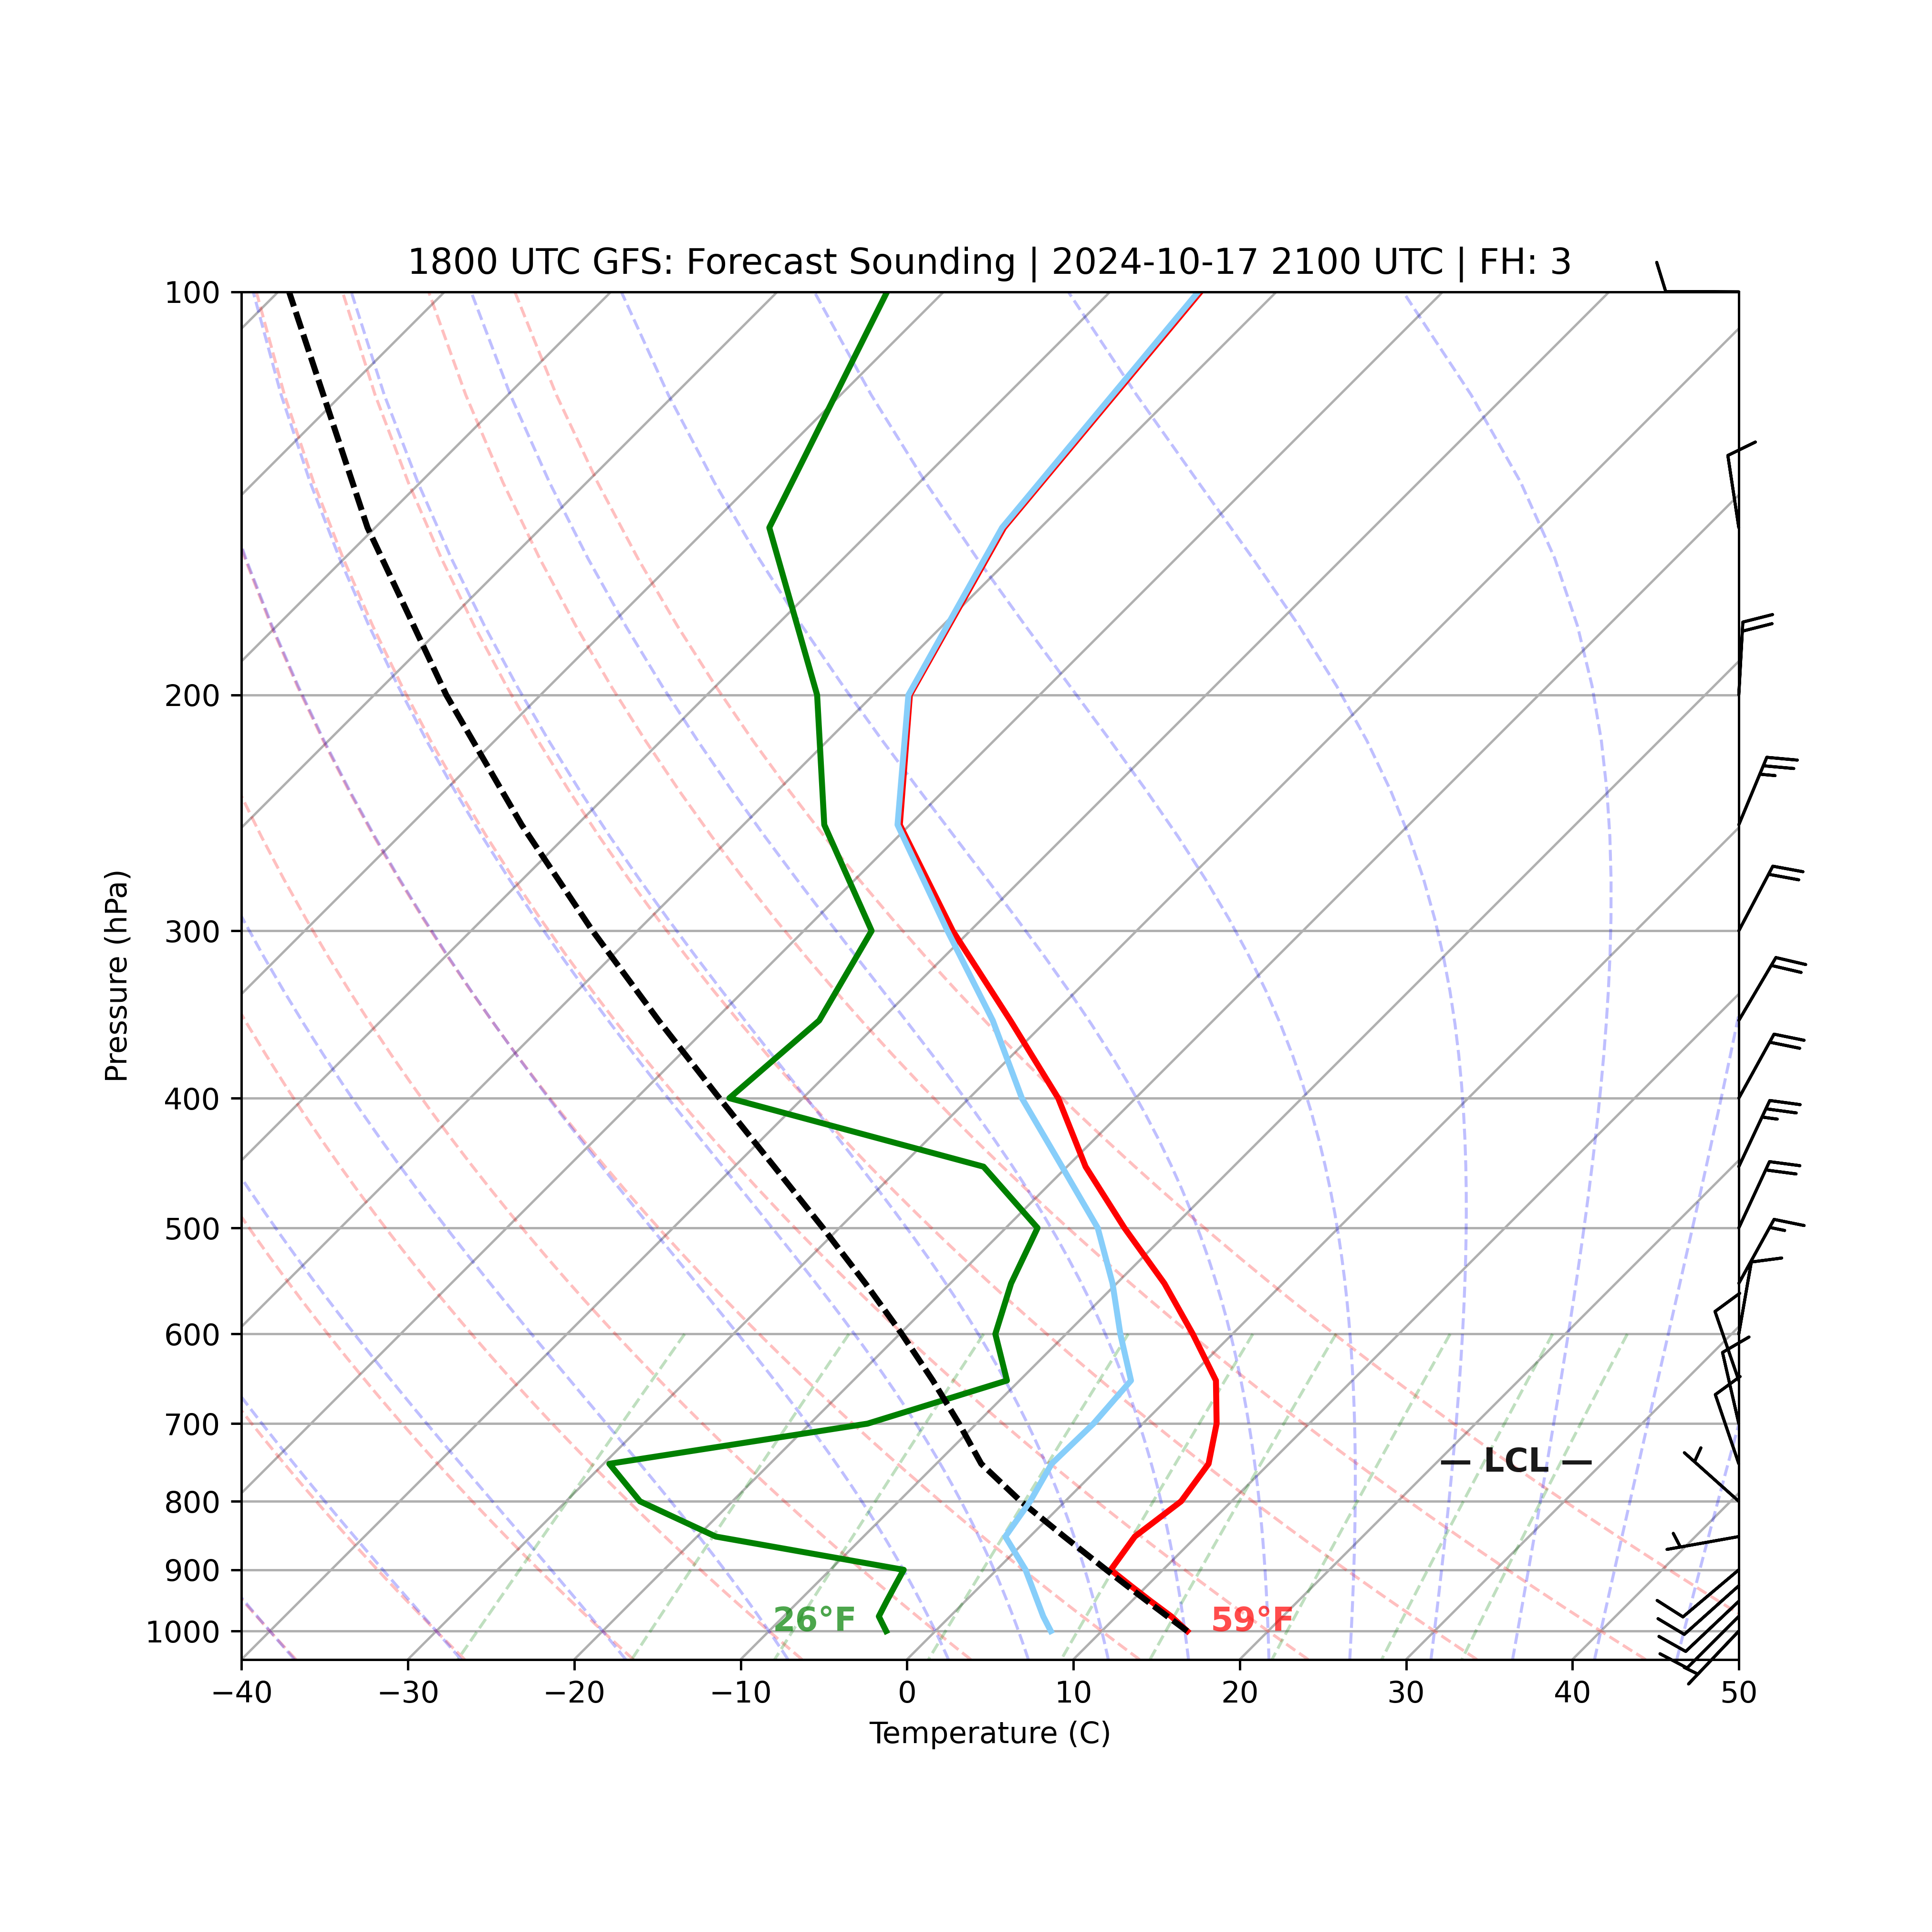 1800 UTC GFS: Forecast Sounding | 2024-10-17 2100 UTC | FH: 3
100
200
300
400
500
600
700
800
900
1000
Pressure (hPa)
— LCL —
26°F
59°F
−40 −30 −20 −10 0 10 20 30 40 50
Temperature (C)